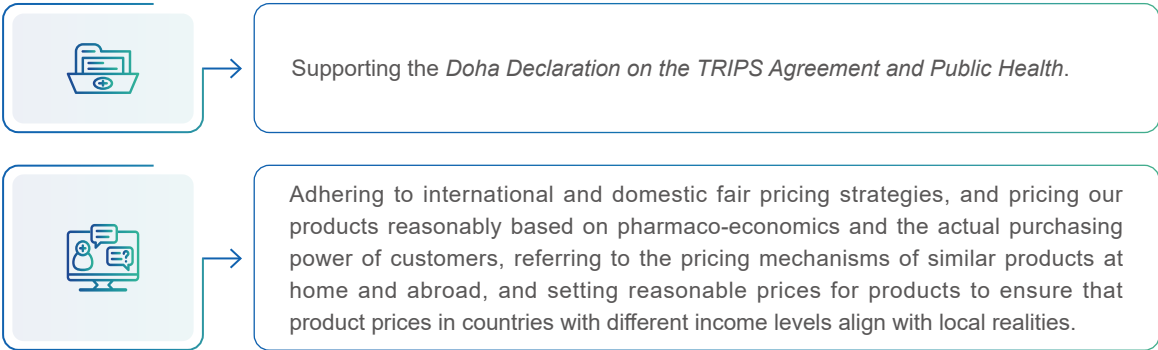 Supporting the Doha Declaration on the TRIPS Agreement and Public Health.
Adhering to international and domestic fair pricing strategies, and pricing our
products reasonably based on pharmaco-economics and the actual purchasing
power of customers, referring to the pricing mechanisms of similar products at
home and abroad, and setting reasonable prices for products to ensure that
product prices in countries with different income levels align with local realities.